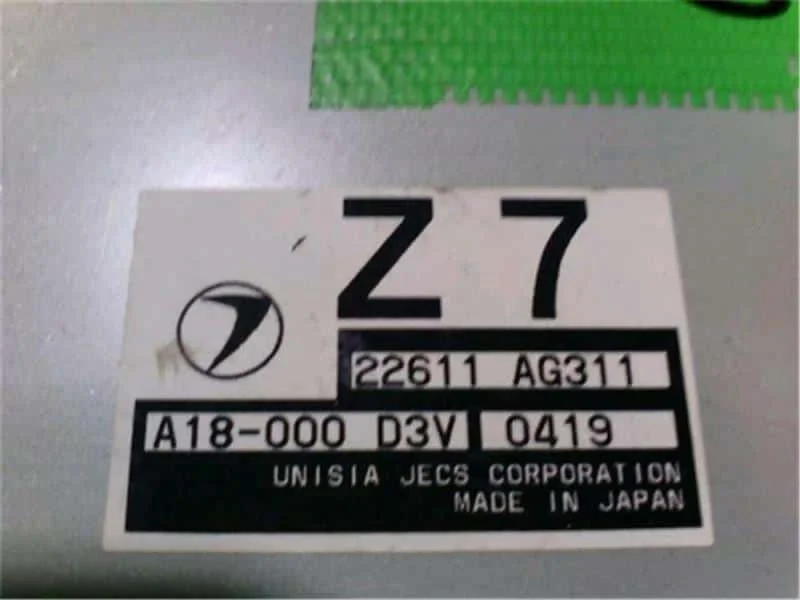 Z7
22611 AG311
A18-000 D3V 0419
UNISIA JECS CORPORATION
MADE IN JAPAN